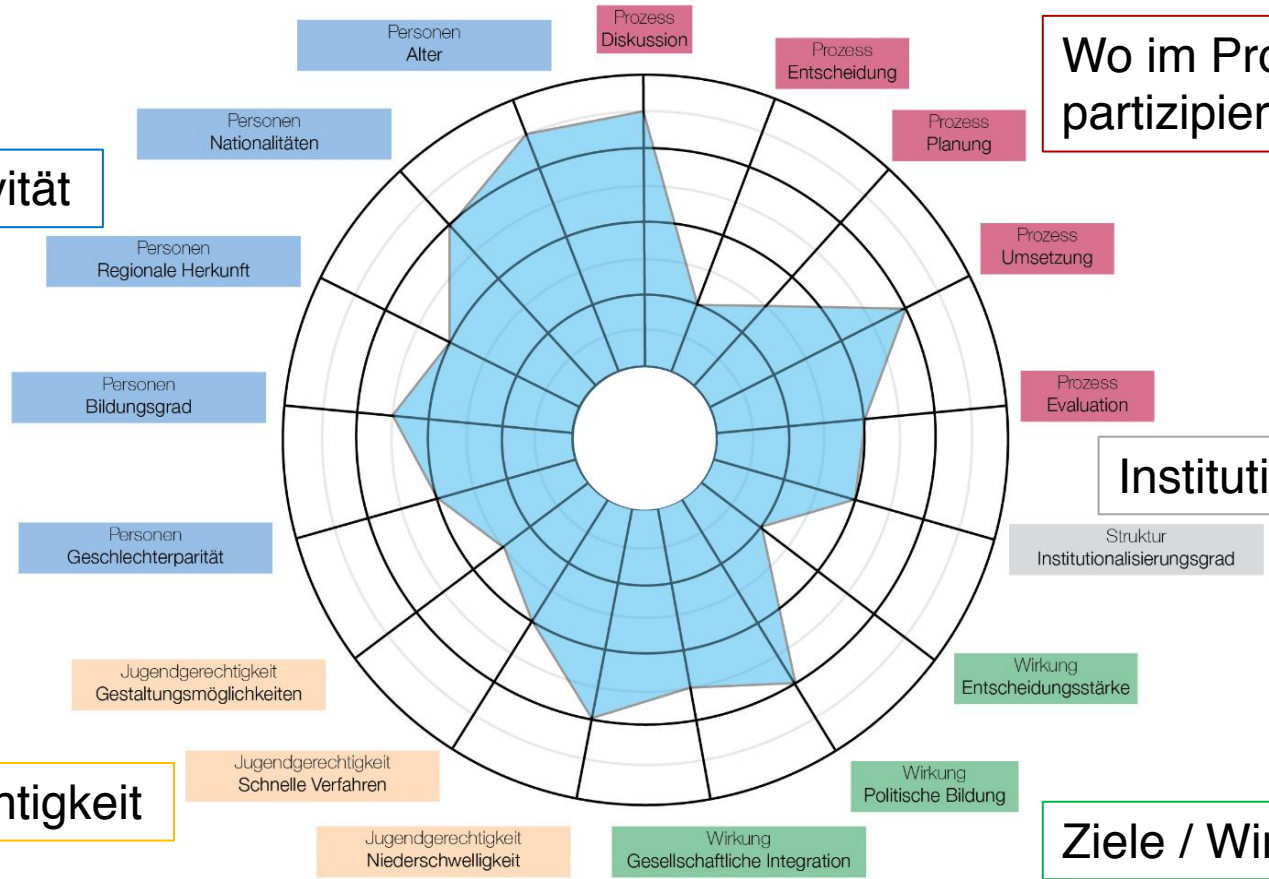 Prozess
Diskussion
Personen
Alter
Prozess
Entscheidung
Wo im Pro
partizipier
Personen
Nationalitäten
Prozess
Planung
vität
Personen
Regionale Herkunft
Prozess
Umsetzung
Personen
Bildungsgrad
Prozess
Evaluation
Instituti
Personen
Geschlechterparität
Struktur
Institutionalisierungsgrad
Jugendgerechtigkeit
Gestaltungsmöglichkeiten
Wirkung
Entscheidungsstärke
Jugendgerechtigkeit
Schnelle Verfahren
Wirkung
Politische Bildung
htigkeit
Jugendgerechtigkeit
Niederschwelligkeit
Wirkung
Gesellschaftliche Integration
Ziele / Wir